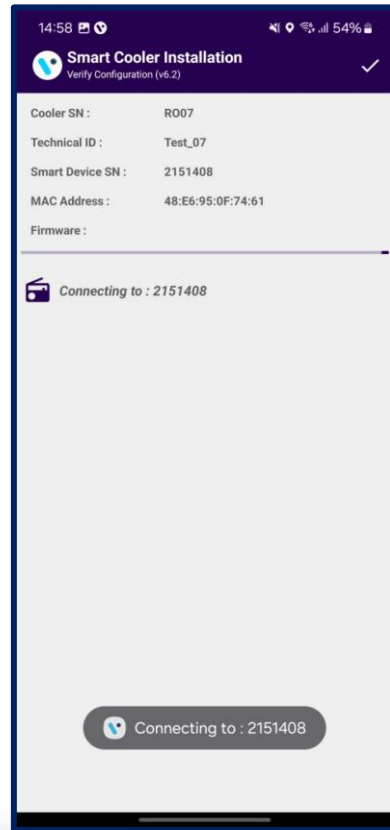 14:58 54%
Smart Cooler Installation
Verify Configuration (v6.2)
Cooler SN : RO07
Technical ID : Test_07
Smart Device SN : 2151408
MAC Address : 48:E6:95:0F:74:61
Firmware :
Connecting to : 2151408
Connecting to : 2151408